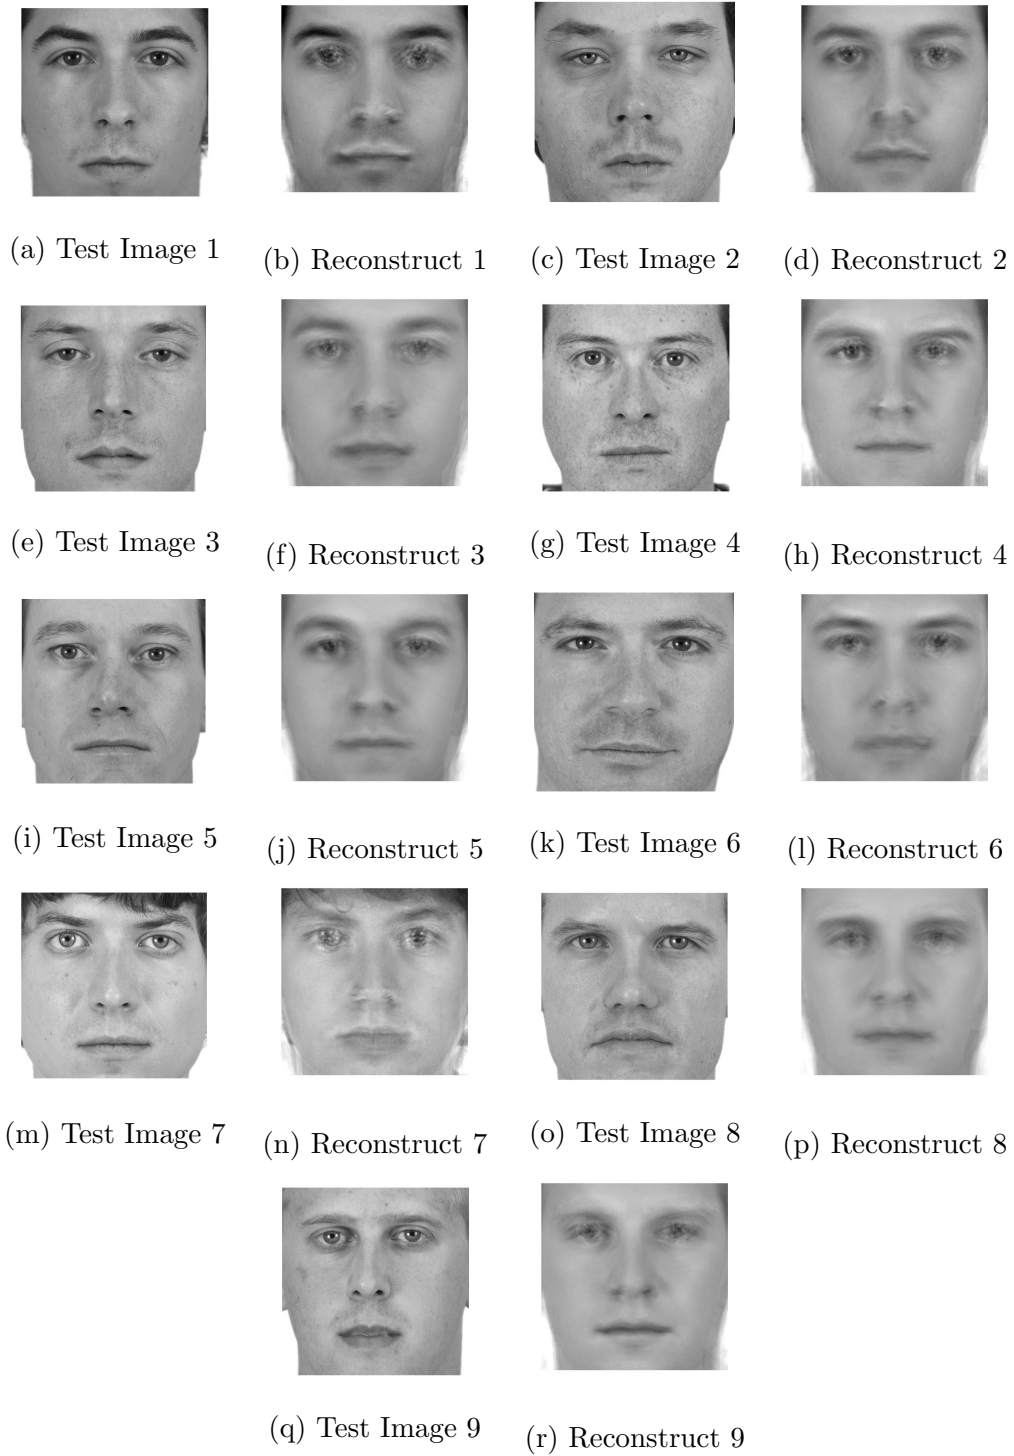 (a) Test Image 1
(b) Reconstruct 1
(c) Test Image 2
(d) Reconstruct 2
(e) Test Image 3
(f) Reconstruct 3
(g) Test Image 4
(h) Reconstruct 4
(i) Test Image 5
(j) Reconstruct 5
(k) Test Image 6
(l) Reconstruct 6
(m) Test Image 7
(n) Reconstruct 7
(o) Test Image 8
(p) Reconstruct 8
(q) Test Image 9
(r) Reconstruct 9